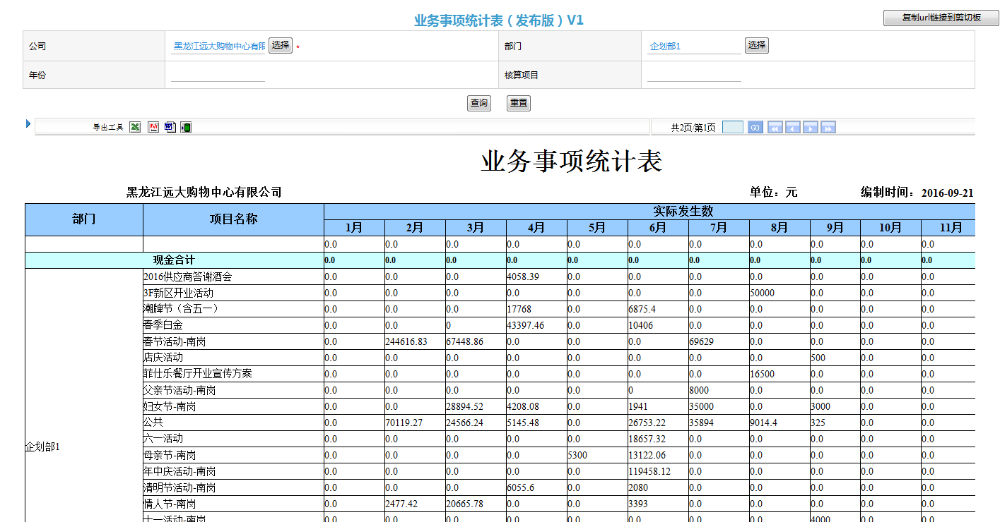 业务事项统计表（发布版）V1
复制url链接到剪切板
公司 黑龙江远大购物中心有限 选择 * 部门 企划部1 选择
年份 核算项目
查询 重置
导出工具 共2页/第1页 GO
业务事项统计表
黑龙江远大购物中心有限公司 单位：元 编制时间：2016-09-21
部门 项目名称 实际发生数
1月 2月 3月 4月 5月 6月 7月 8月 9月 10月 11月
0.0 0.0 0.0 0.0 0.0 0.0 0.0 0.0 0.0 0.0 0.0
现金合计 0.0 0.0 0.0 0.0 0.0 0.0 0.0 0.0 0.0 0.0 0.0
2016供应商答谢酒会 0.0 0.0 0.0 4058.39 0.0 0.0 0.0 0.0 0.0 0.0 0.0
3F新区开业活动 0.0 0.0 0.0 0.0 0.0 0.0 0.0 50000 0.0 0.0 0.0
潮牌节（含五一） 0.0 0.0 0.0 17768 0.0 6875.4 0.0 0.0 0.0 0.0 0.0
春季白金 0.0 0.0 0 43397.46 0.0 10406 0.0 0.0 0.0 0.0 0.0
春节活动-南岗 0.0 244616.83 67448.86 0.0 0.0 0.0 69629 0.0 0.0 0.0 0.0
店庆活动 0.0 0.0 0.0 0.0 0.0 0.0 0.0 0.0 500 0.0 0.0
菲仕乐餐厅开业宣传方案 0.0 0.0 0.0 0.0 0.0 0.0 0.0 16500 0.0 0.0 0.0
父亲节活动-南岗 0.0 0.0 0.0 0.0 0.0 0 8000 0.0 0.0 0.0 0.0
妇女节-南岗 0.0 0.0 28894.52 4208.08 0.0 1941 35000 0.0 3000 0.0 0.0
公共 0.0 70119.27 24566.24 5145.48 0.0 26753.22 35894 9014.4 325 0.0 0.0
六一活动 0.0 0.0 0.0 0.0 0.0 18657.32 0.0 0.0 0.0 0.0 0.0
企划部1
母亲节-南岗 0.0 0.0 0.0 0.0 5300 13122.06 0.0 0.0 0.0 0.0 0.0
年中庆活动-南岗 0.0 0.0 0.0 0.0 0.0 119458.12 0.0 0.0 0.0 0.0 0.0
清明节活动-南岗 0.0 0.0 0.0 6055.6 0.0 2080 0.0 0.0 0.0 0.0 0.0
情人节-南岗 0.0 2477.42 20665.78 0.0 0.0 3393 0.0 0.0 0.0 0.0 0.0
十一活动-南岗 0.0 0.0 0.0 0.0 0.0 0.0 0.0 0.0 4000 0.0 0.0